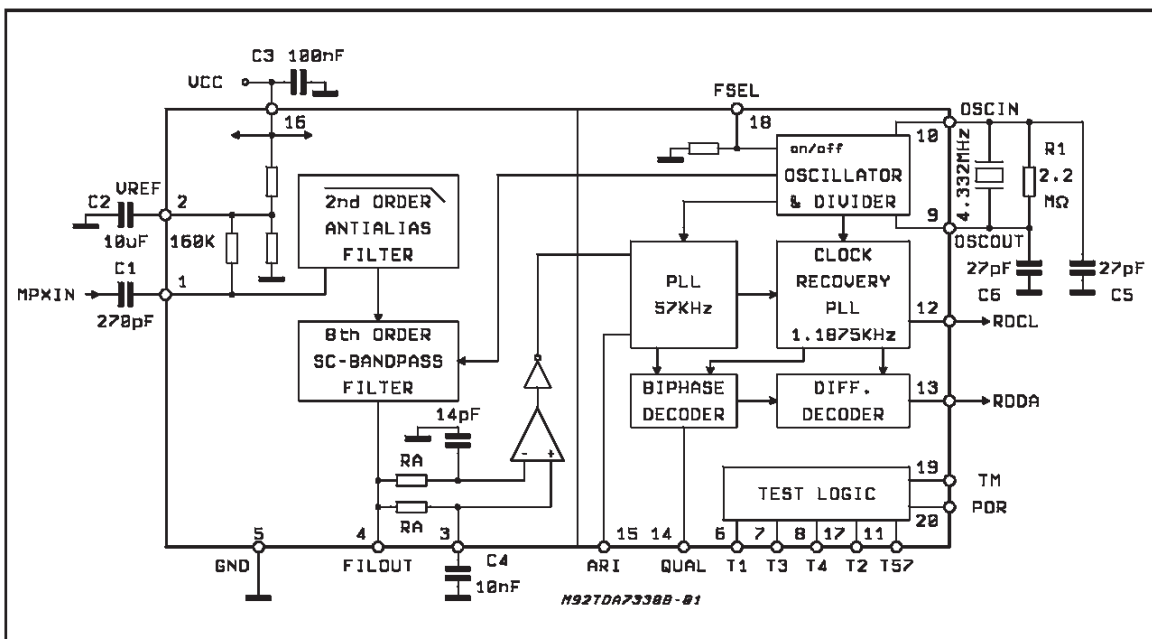 C3 100nF
VCC
16
FSEL
18
OSCIN
10
on/off
OSCILLATOR
& DIVIDER
4.332MHz
R1
2.2
MΩ
9
OSCOUT
C2
VREF
2
10uF
160K
2nd ORDER
ANTIALIAS
FILTER
C1
MPXIN
1
270pF
PLL
57KHz
CLOCK
RECOVERY
PLL
1.1875KHz
27pF
C6
27pF
C5
12
RDCL
8th ORDER
SC-BANDPASS
FILTER
BIPHASE
DECODER
DIFF.
DECODER
13
RDDA
14pF
- +
RA
RA
TEST LOGIC
19
TM
POR
20
5
4
3
15
14
6
7
8
17
11
GND
FILOUT
C4
10nF
ARI
QUAL
T1
T3
T4
T2
T57
M92TDA7330B-01